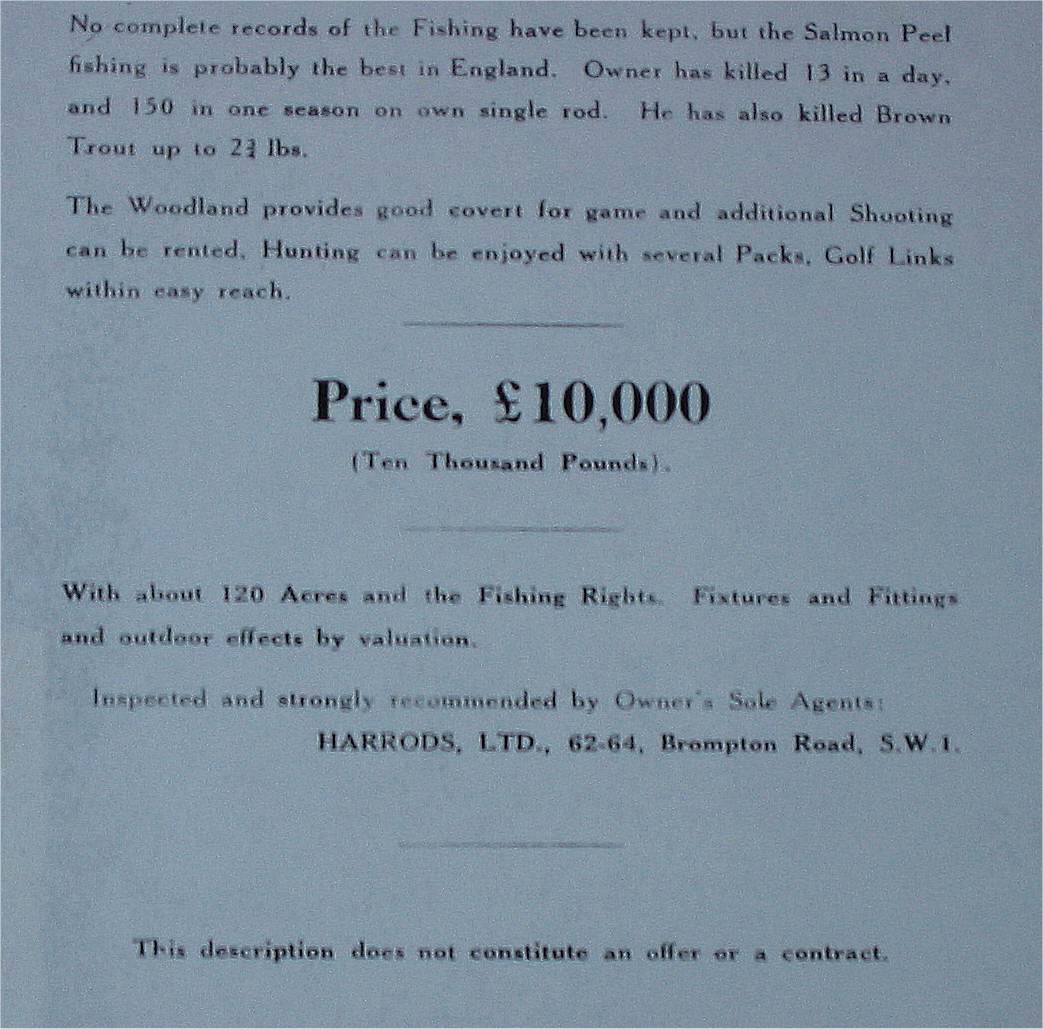 No complete records of the Fishing have been kept, but the Salmon Peel
fishing is probably the best in England. Owner has killed 13 in a day,
and 150 in one season on own single rod. He has also killed Brown
Trout up to 2¾ lbs.
The Woodland provides good covert for game and additional Shooting
can be rented, Hunting can be enjoyed with several Packs, Golf Links
within easy reach.
Price, £10,000
(Ten Thousand Pounds).
With about 120 Acres and the Fishing Rights. Fixtures and Fittings
and outdoor effects by valuation.
Inspected and strongly recommended by Owner's Sole Agents:
HARRODS, LTD., 62-64, Brompton Road, S.W.1.
This description does not constitute an offer or a contract.